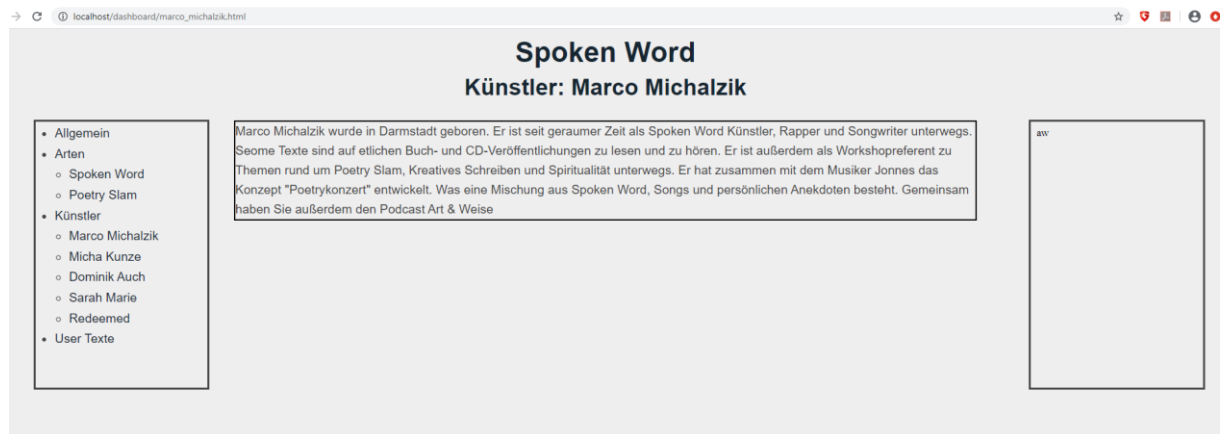 localhost/dashboard/marco_michalzik.html
Spoken Word
Künstler: Marco Michalzik
Allgemein
Arten
Spoken Word
Poetry Slam
Künstler
Marco Michalzik
Micha Kunze
Dominik Auch
Sarah Marie
Redeemed
User Texte
Marco Michalzik wurde in Darmstadt geboren. Er ist seit geraumer Zeit als Spoken Word Künstler, Rapper und Songwriter unterwegs.
Seome Texte sind auf etlichen Buch- und CD-Veröffentlichungen zu lesen und zu hören. Er ist außerdem als Workshopreferent zu
Themen rund um Poetry Slam, Kreatives Schreiben und Spiritualität unterwegs. Er hat zusammen mit dem Musiker Jonnes das
Konzept "Poetrykonzert" entwickelt. Was eine Mischung aus Spoken Word, Songs und persönlichen Anekdoten besteht. Gemeinsam
haben Sie außerdem den Podcast Art & Weise
aw